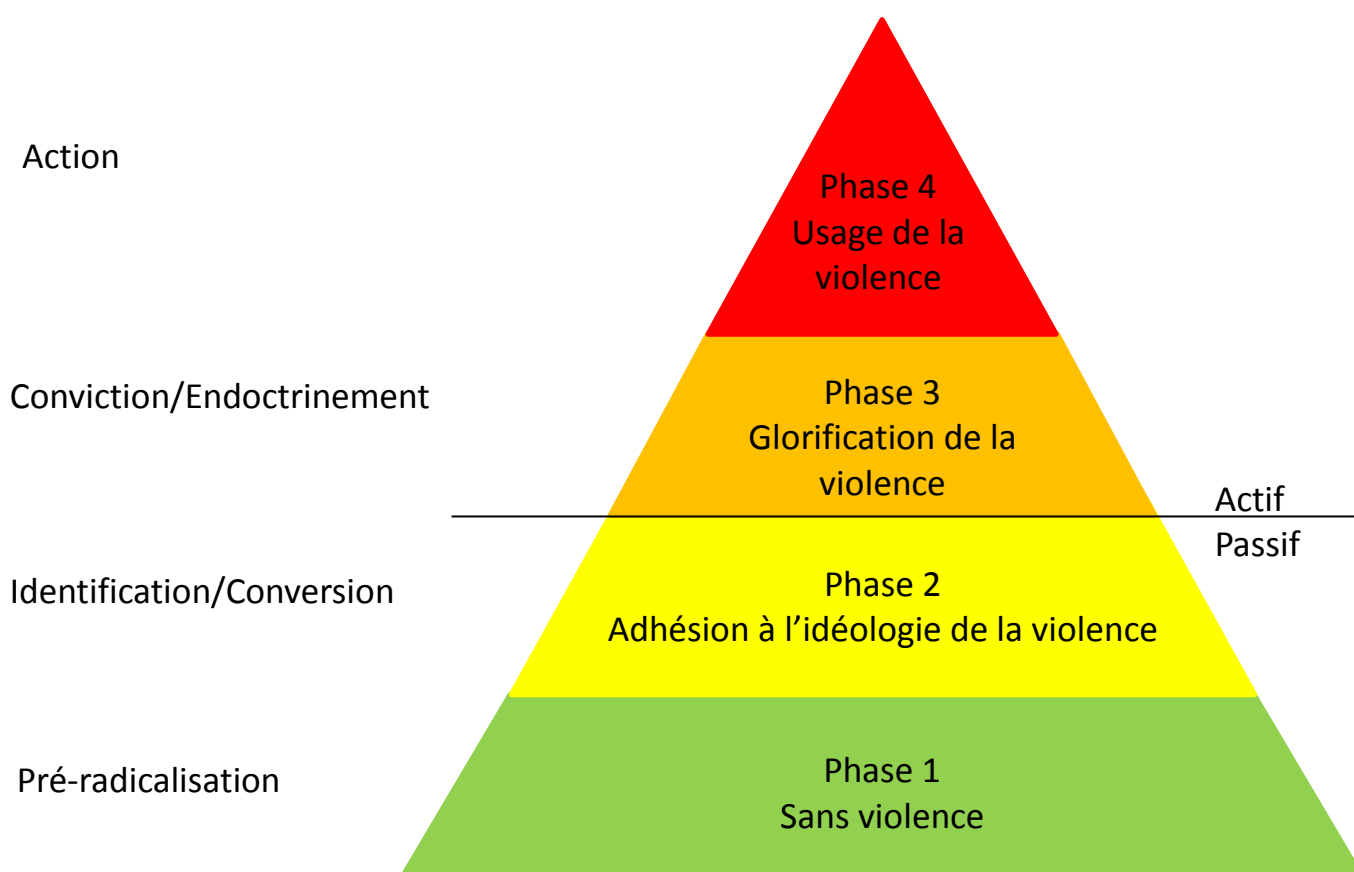 Action
Phase 4
Usage de la
violence
Conviction/Endoctrinement
Phase 3
Glorification de la
violence
Actif
Passif
Identification/Conversion
Phase 2
Adhésion à l’idéologie de la violence
Pré-radicalisation
Phase 1
Sans violence